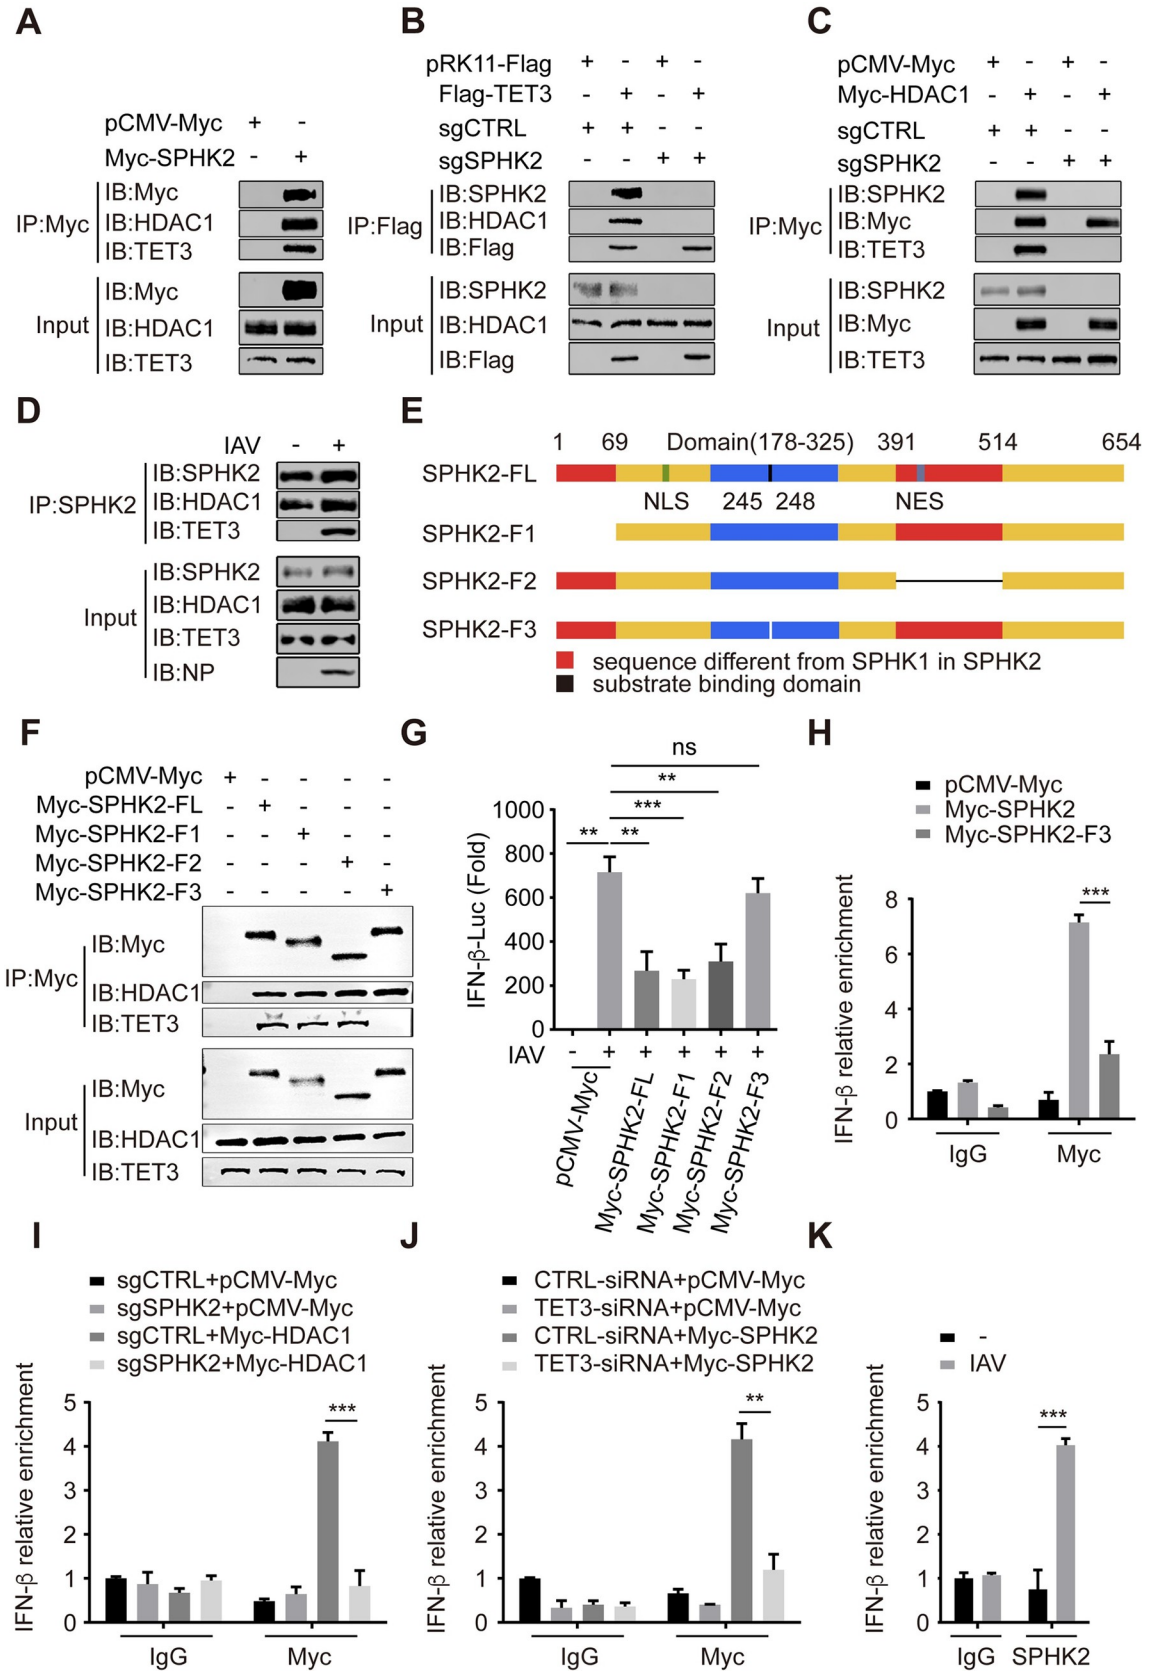 A
pCMV-Myc + -
Myc-SPHK2 - +
IP:Myc
IB:Myc
IB:HDAC1
IB:TET3
Input
IB:Myc
IB:HDAC1
IB:TET3
B
pRK11-Flag + - + -
Flag-TET3 - + - +
sgCTRL + + - -
sgSPHK2 - - + +
IP:Flag
IB:SPHK2
IB:HDAC1
IB:Flag
Input
IB:SPHK2
IB:HDAC1
IB:Flag
C
pCMV-Myc + - + -
Myc-HDAC1 - + - +
sgCTRL + + - -
sgSPHK2 - - + +
IP:Myc
IB:SPHK2
IB:Myc
IB:TET3
Input
IB:SPHK2
IB:Myc
IB:TET3
D
IAV - +
IP:SPHK2
IB:SPHK2
IB:HDAC1
IB:TET3
Input
IB:SPHK2
IB:HDAC1
IB:TET3
IB:NP
E
1 69 Domain(178-325) 391 514 654
SPHK2-FL
NLS 245 248 NES
SPHK2-F1
SPHK2-F2
SPHK2-F3
sequence different from SPHK1 in SPHK2
substrate binding domain
F
pCMV-Myc + - - - -
Myc-SPHK2-FL - + - - -
Myc-SPHK2-F1 - - + - -
Myc-SPHK2-F2 - - - + -
Myc-SPHK2-F3 - - - - +
IP:Myc
IB:Myc
IB:HDAC1
IB:TET3
Input
IB:Myc
IB:HDAC1
IB:TET3
G
ns
**
***
** **
IFN-β-Luc (Fold)
1000
800
600
400
200
0
IAV - + + + + +
pCMV-Myc
Myc-SPHK2-FL
Myc-SPHK2-F1
Myc-SPHK2-F2
Myc-SPHK2-F3
H
pCMV-Myc
Myc-SPHK2
Myc-SPHK2-F3
IFN-β relative enrichment
8
6
4
2
0
***
IgG Myc
I
sgCTRL+pCMV-Myc
sgSPHK2+pCMV-Myc
sgCTRL+Myc-HDAC1
sgSPHK2+Myc-HDAC1
IFN-β relative enrichment
5
4
3
2
1
0
***
IgG Myc
J
CTRL-siRNA+pCMV-Myc
TET3-siRNA+pCMV-Myc
CTRL-siRNA+Myc-SPHK2
TET3-siRNA+Myc-SPHK2
IFN-β relative enrichment
5
4
3
2
1
0
**
IgG Myc
K
-
IAV
IFN-β relative enrichment
5
4
3
2
1
0
***
IgG SPHK2